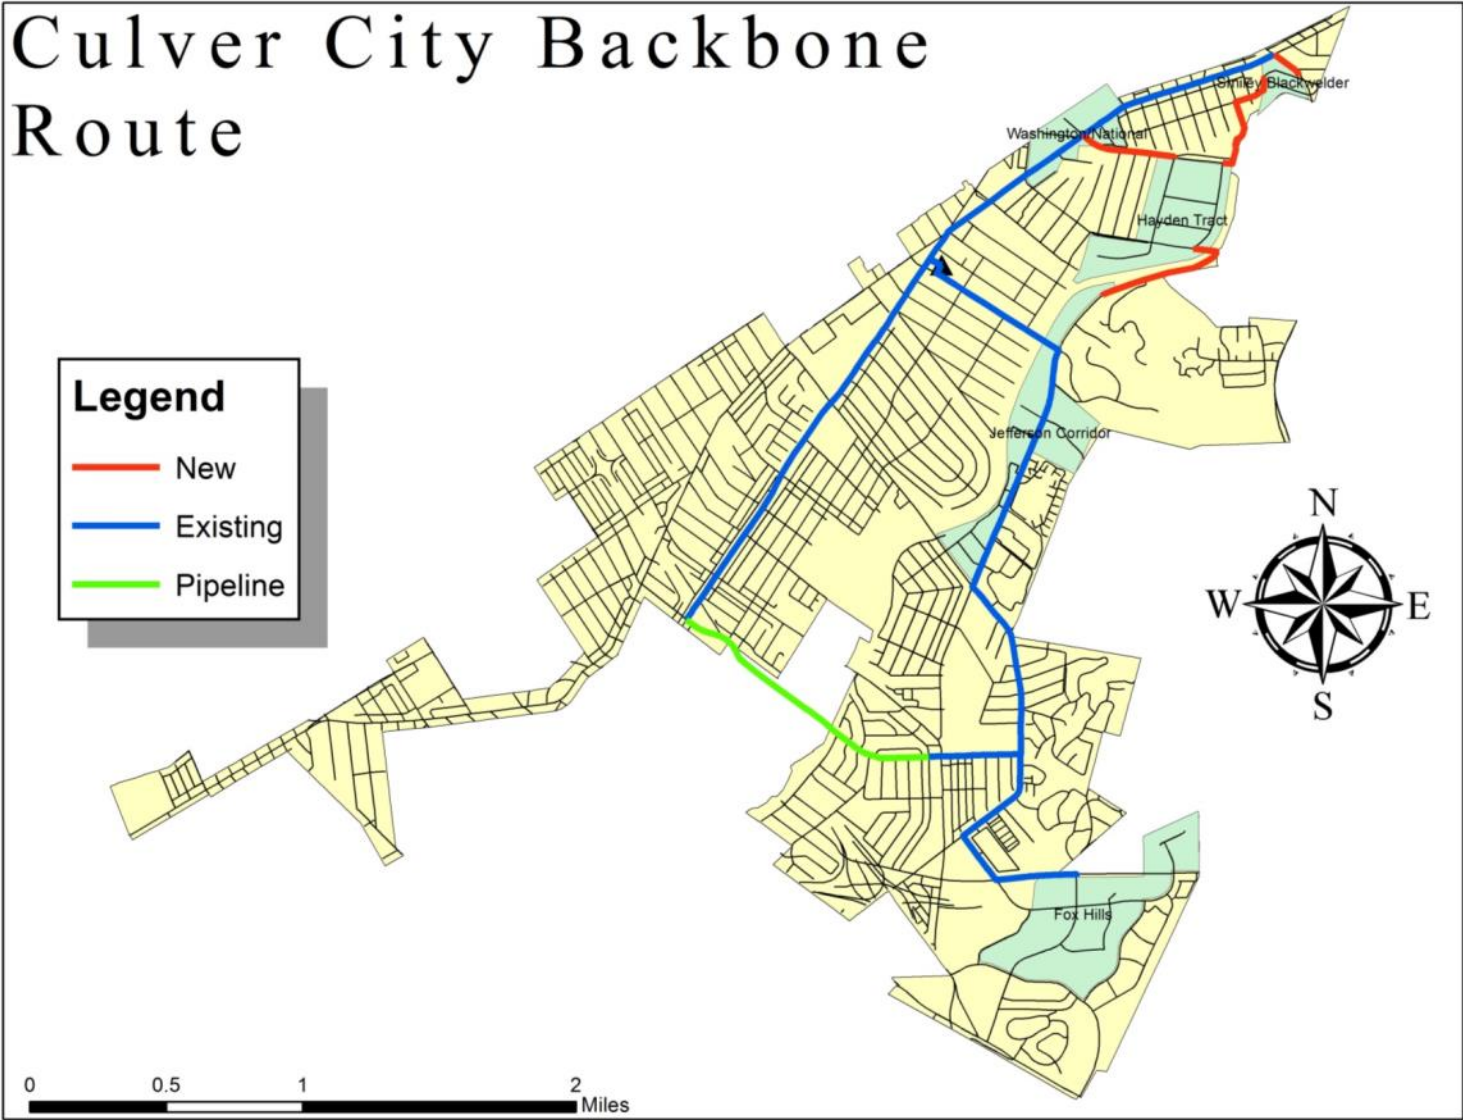 Culver City Backbone
Route
Smiley Blackwelder
Washington/National
Hayden Tract
Legend
New
Existing
Pipeline
Jefferson Corridor
N
W
E
S
Fox Hills
0 0.5 1 2
Miles